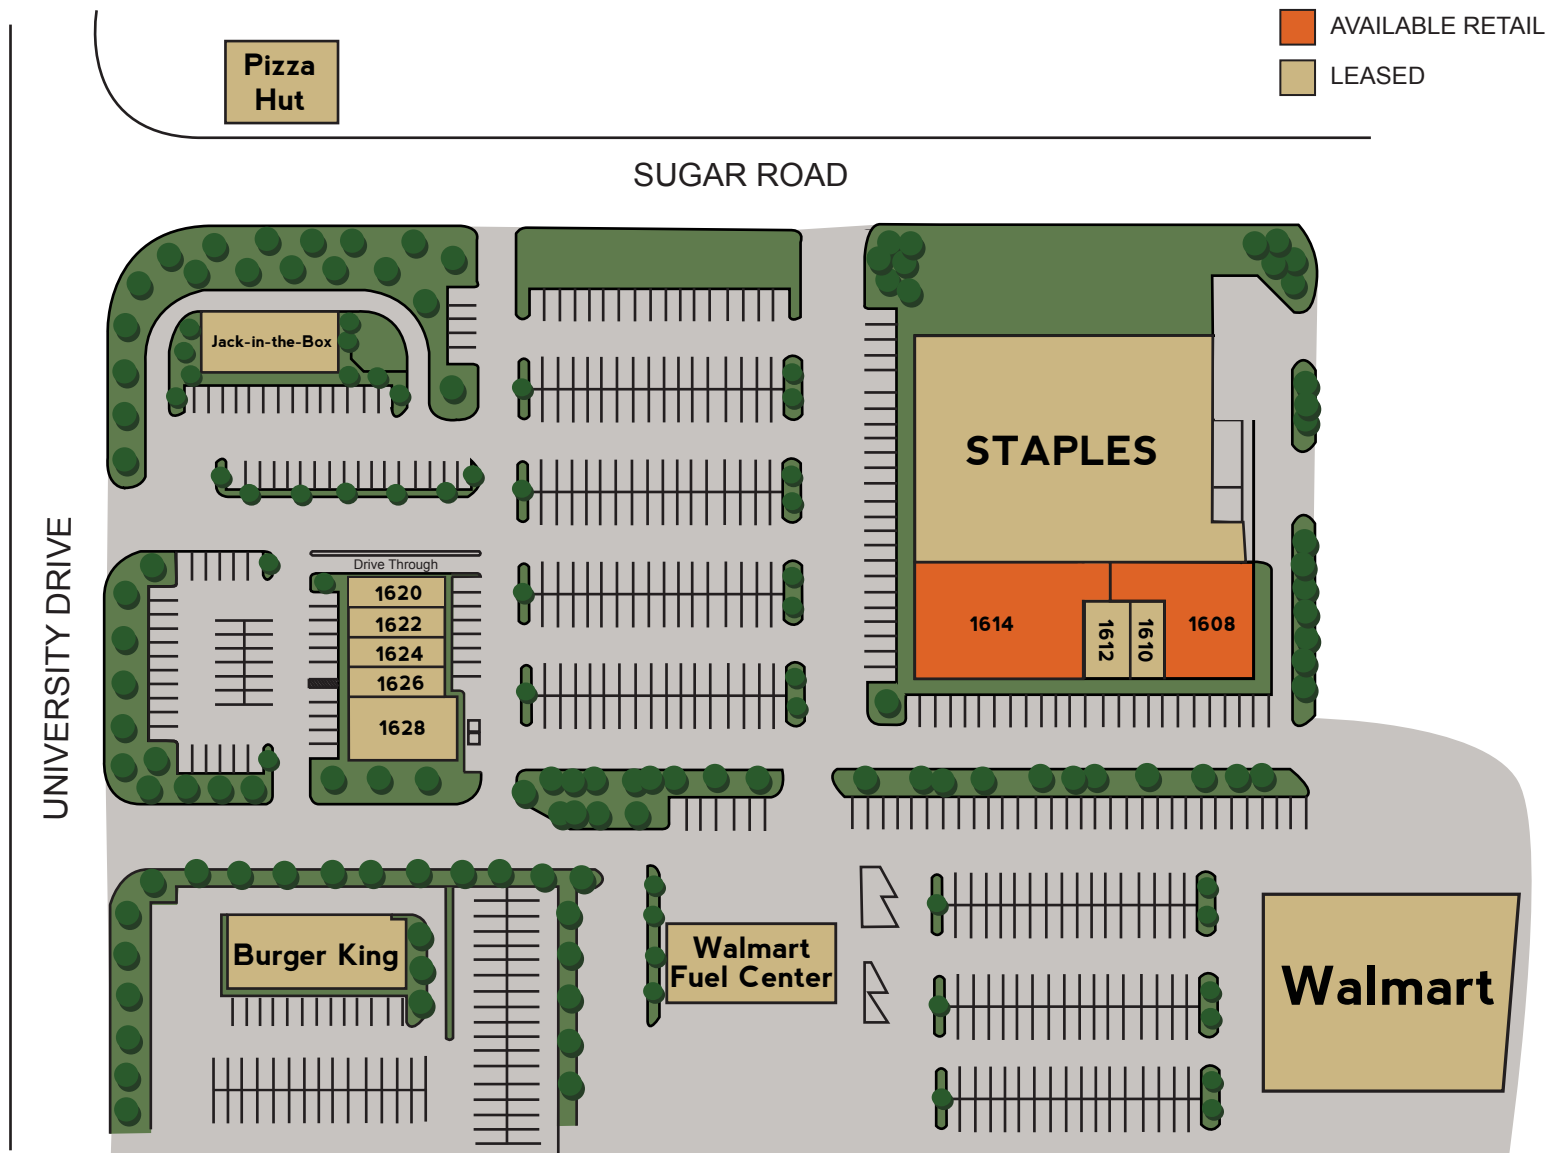 AVAILABLE RETAIL
LEASED
Pizza
Hut
SUGAR ROAD
Jack-in-the-Box
STAPLES
UNIVERSITY DRIVE
Drive Through
1620
1622
1624
1626
1628
1614
1612
1610
1608
Burger King
Walmart
Fuel Center
Walmart